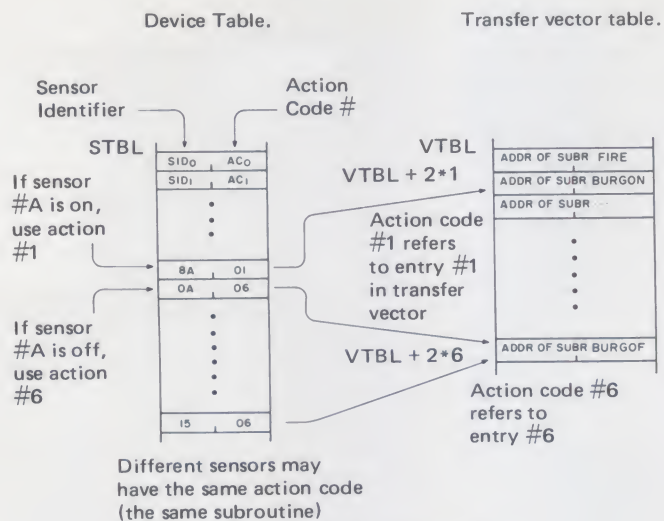 Device Table.
Transfer vector table.
Sensor
Identifier
Action
Code #
STBL
VTBL
SID0 AC0
SID1 AC1
ADDR OF SUBR FIRE
ADDR OF SUBR BURGON
ADDR OF SUBR
VTBL + 2*1
If sensor
#A is on,
use action
#1
Action code
#1 refers
to entry #1
in transfer
vector
8A 01
0A 06
If sensor
#A is off,
use action
#6
VTBL + 2*6
ADDR OF SUBR BURGOF
Action code #6
refers to
entry #6
15 06
Different sensors may
have the same action code
(the same subroutine)